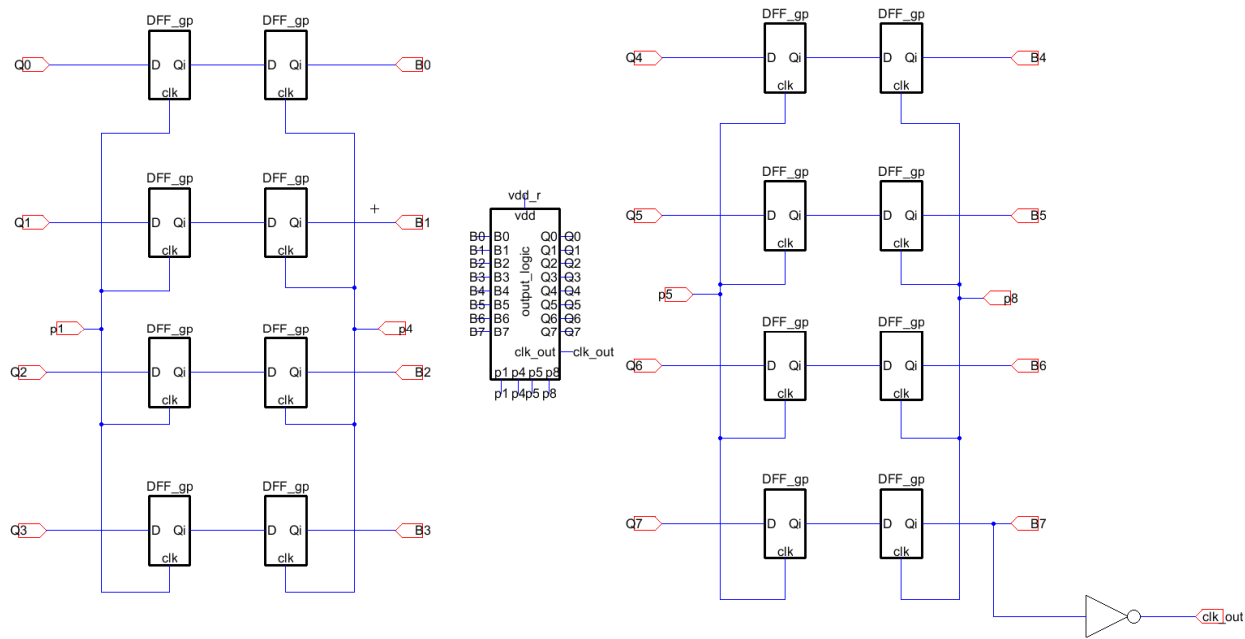 DFF_gp DFF_gp
Q0 D Qi D Qi B0
clk clk
DFF_gp DFF_gp
Q1 D Qi D Qi B1
clk clk
p1 p4
DFF_gp DFF_gp
Q2 D Qi D Qi B2
clk clk
DFF_gp DFF_gp
Q3 D Qi D Qi B3
clk clk
vdd_r
vdd
output_logic
B0 B0 Q0 Q0
B1 B1 Q1 Q1
B2 B2 Q2 Q2
B3 B3 Q3 Q3
B4 B4 Q4 Q4
B5 B5 Q5 Q5
B6 B6 Q6 Q6
B7 B7 Q7 Q7
clk_out clk_out
p1 p4 p5 p8
p1 p4 p5 p8
DFF_gp DFF_gp
Q4 D Qi D Qi B4
clk clk
DFF_gp DFF_gp
Q5 D Qi D Qi B5
clk clk
p5 p8
DFF_gp DFF_gp
Q6 D Qi D Qi B6
clk clk
DFF_gp DFF_gp
Q7 D Qi D Qi B7
clk clk
clk_out